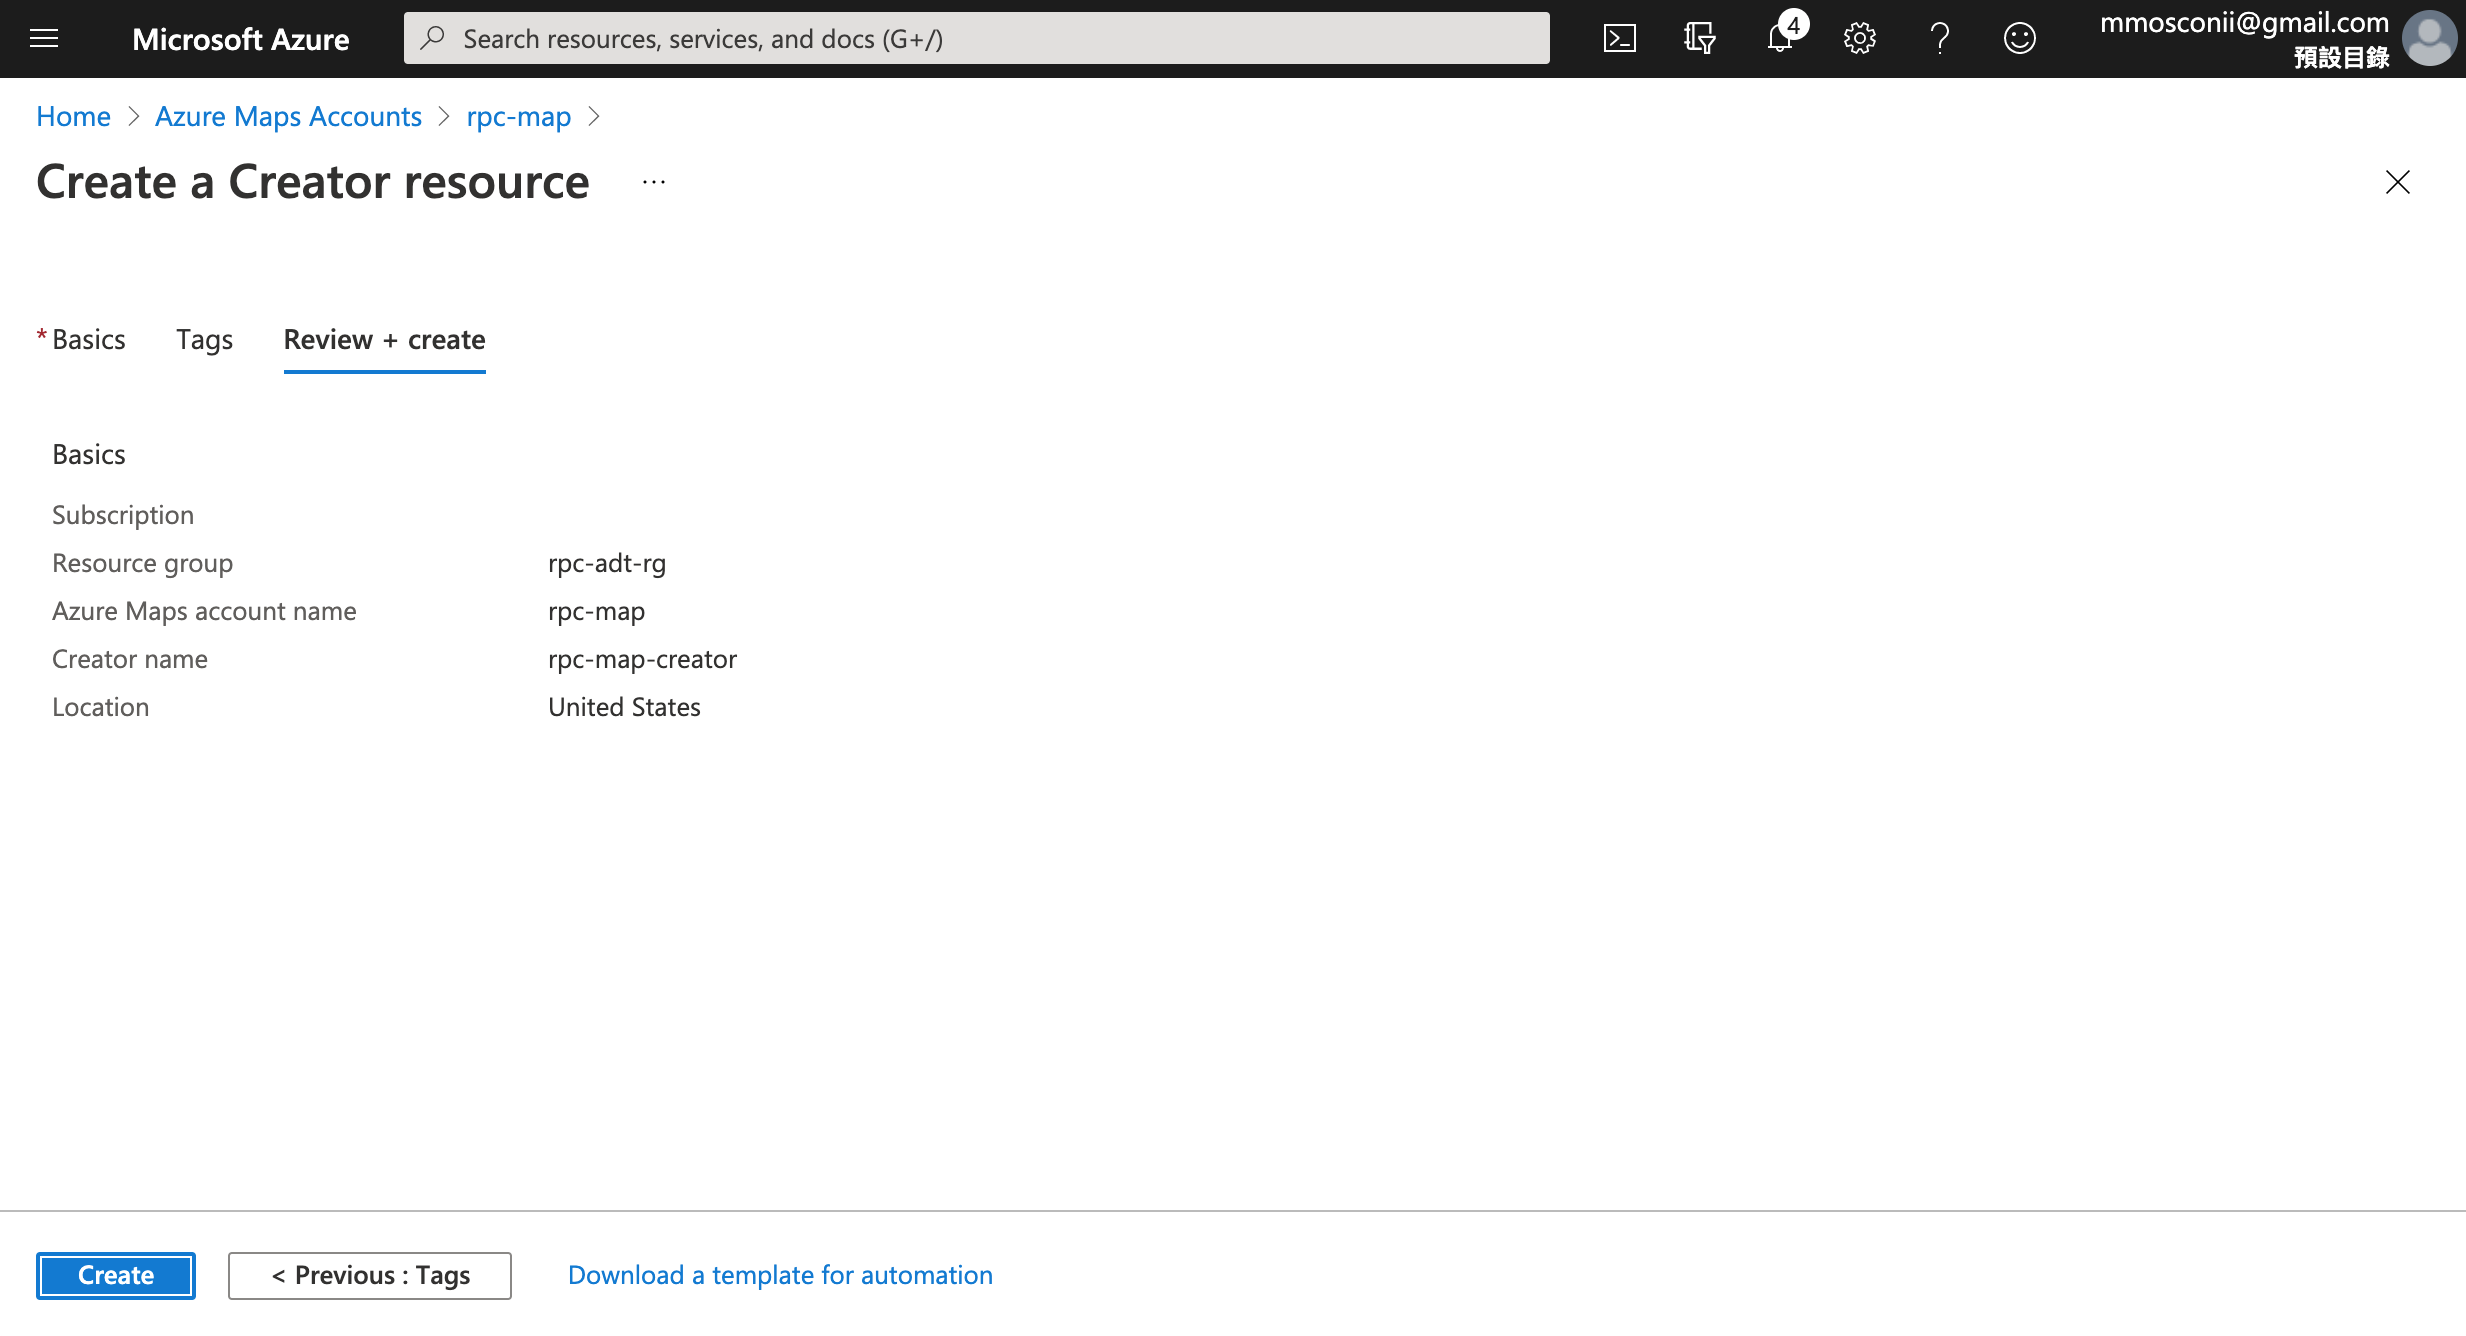 Microsoft Azure
Search resources, services, and docs (G+/)
4
mmosconii@gmail.com
預設目錄
Home > Azure Maps Accounts > rpc-map >
Create a Creator resource ...
* Basics Tags Review + create
Basics
Subscription
Resource group rpc-adt-rg
Azure Maps account name rpc-map
Creator name rpc-map-creator
Location United States
Create < Previous : Tags Download a template for automation